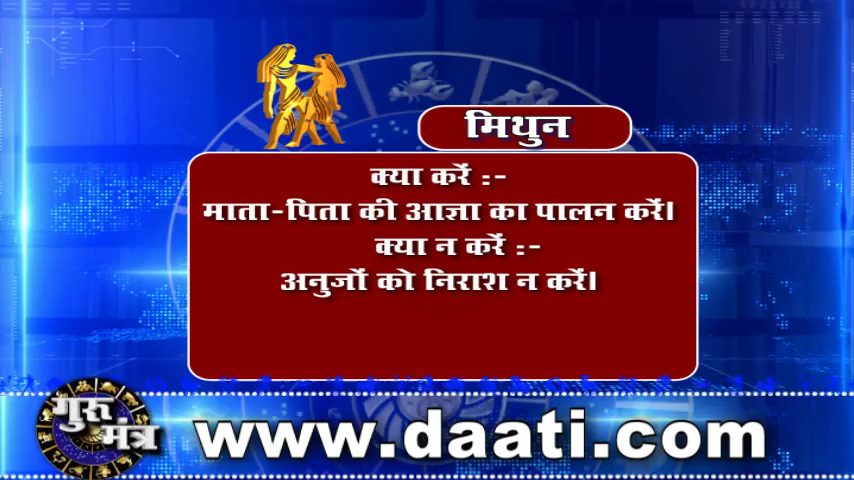 मिथुन
क्या करें :-
माता-पिता की आज्ञा का पालन करें।
क्या न करें :-
अनुजों को निराश न करें।
गुरु
मंत्र
www.daati.com